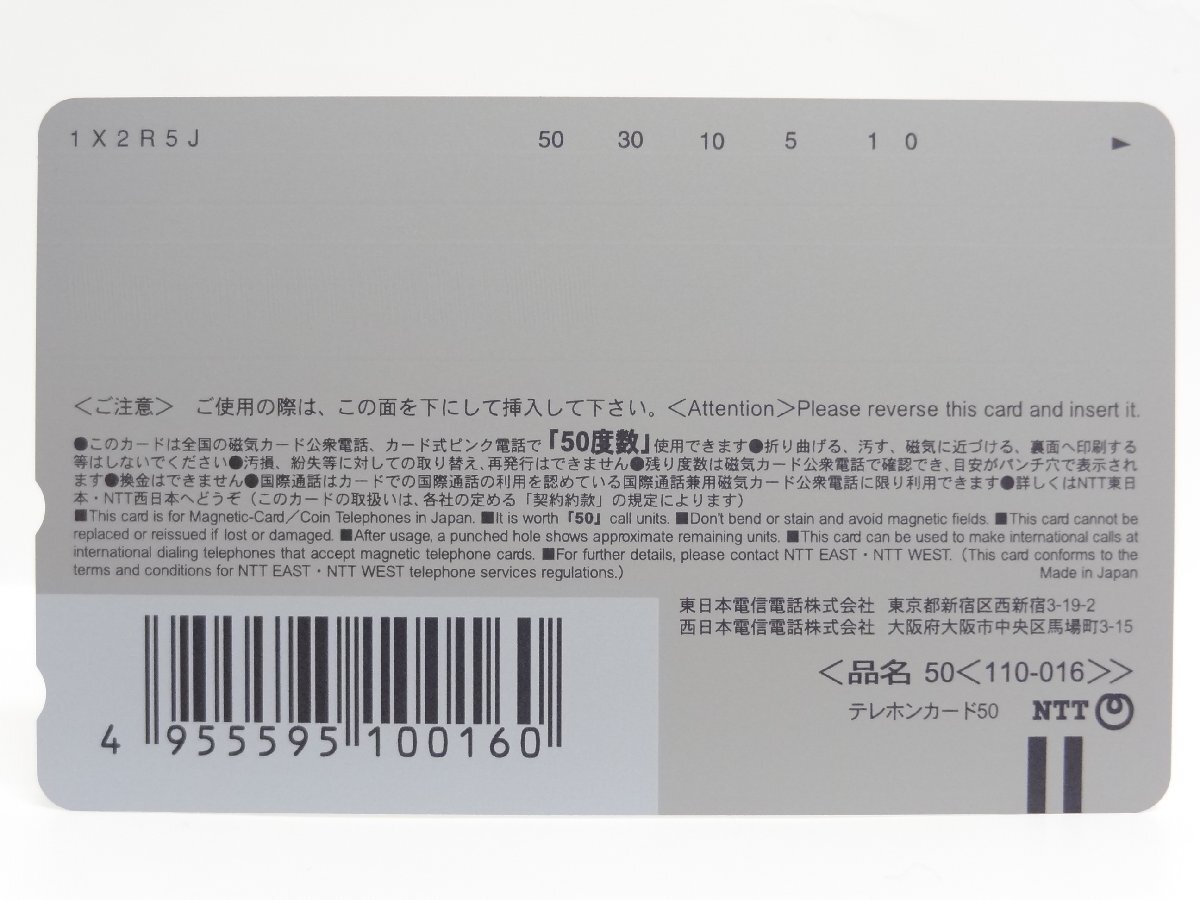 1X2R5J 50 30 10 5 1 0 ►
＜ご注意＞ ご使用の際は、この面を下にして挿入して下さい。＜Attention＞Please reverse this card and insert it.
●このカードは全国の磁気カード公衆電話、カード式ピンク電話で「50度数」使用できます●折り曲げる、汚す、磁気に近づける、裏面へ印刷する
等はしないでください●汚損、紛失等に対しての取り替え、再発行はできません●残り度数は磁気カード公衆電話で確認でき、目安がパンチ穴で表示され
ます●換金はできません●国際通話はカードでの国際通話の利用を認めている国際通話兼用磁気カード公衆電話に限り利用できます●詳しくはNTT東日
本・NTT西日本へどうぞ（このカードの取扱いは、各社の定める「契約約款」の規定によります）
■This card is for Magnetic-Card／Coin Telephones in Japan. ■It is worth「50」call units. ■Don't bend or stain and avoid magnetic fields. ■This card cannot be
replaced or reissued if lost or damaged. ■After usage, a punched hole shows approximate remaining units. ■This card can be used to make international calls at
international dialing telephones that accept magnetic telephone cards. ■For further details, please contact NTT EAST・NTT WEST.（This card conforms to the
terms and conditions for NTT EAST・NTT WEST telephone services regulations.） Made in Japan
東日本電信電話株式会社 東京都新宿区西新宿3-19-2
西日本電信電話株式会社 大阪府大阪市中央区馬場町3-15
＜品名 50＜110-016＞＞
テレホンカード50 NTT
4 955595 100160